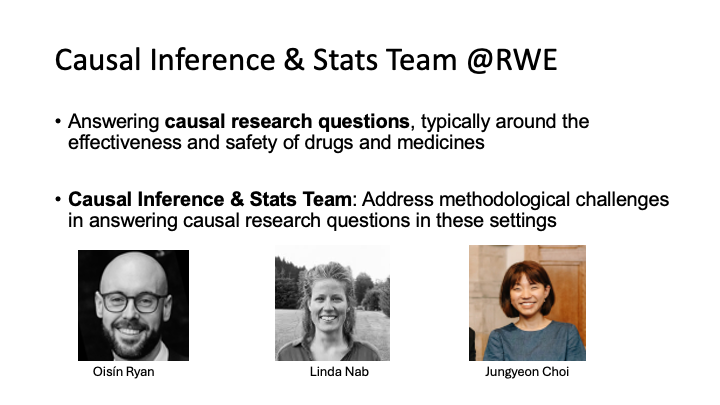 Causal Inference & Stats Team @RWE
• Answering causal research questions, typically around the
effectiveness and safety of drugs and medicines
• Causal Inference & Stats Team: Address methodological challenges
in answering causal research questions in these settings
Oisín Ryan
Linda Nab
Jungyeon Choi